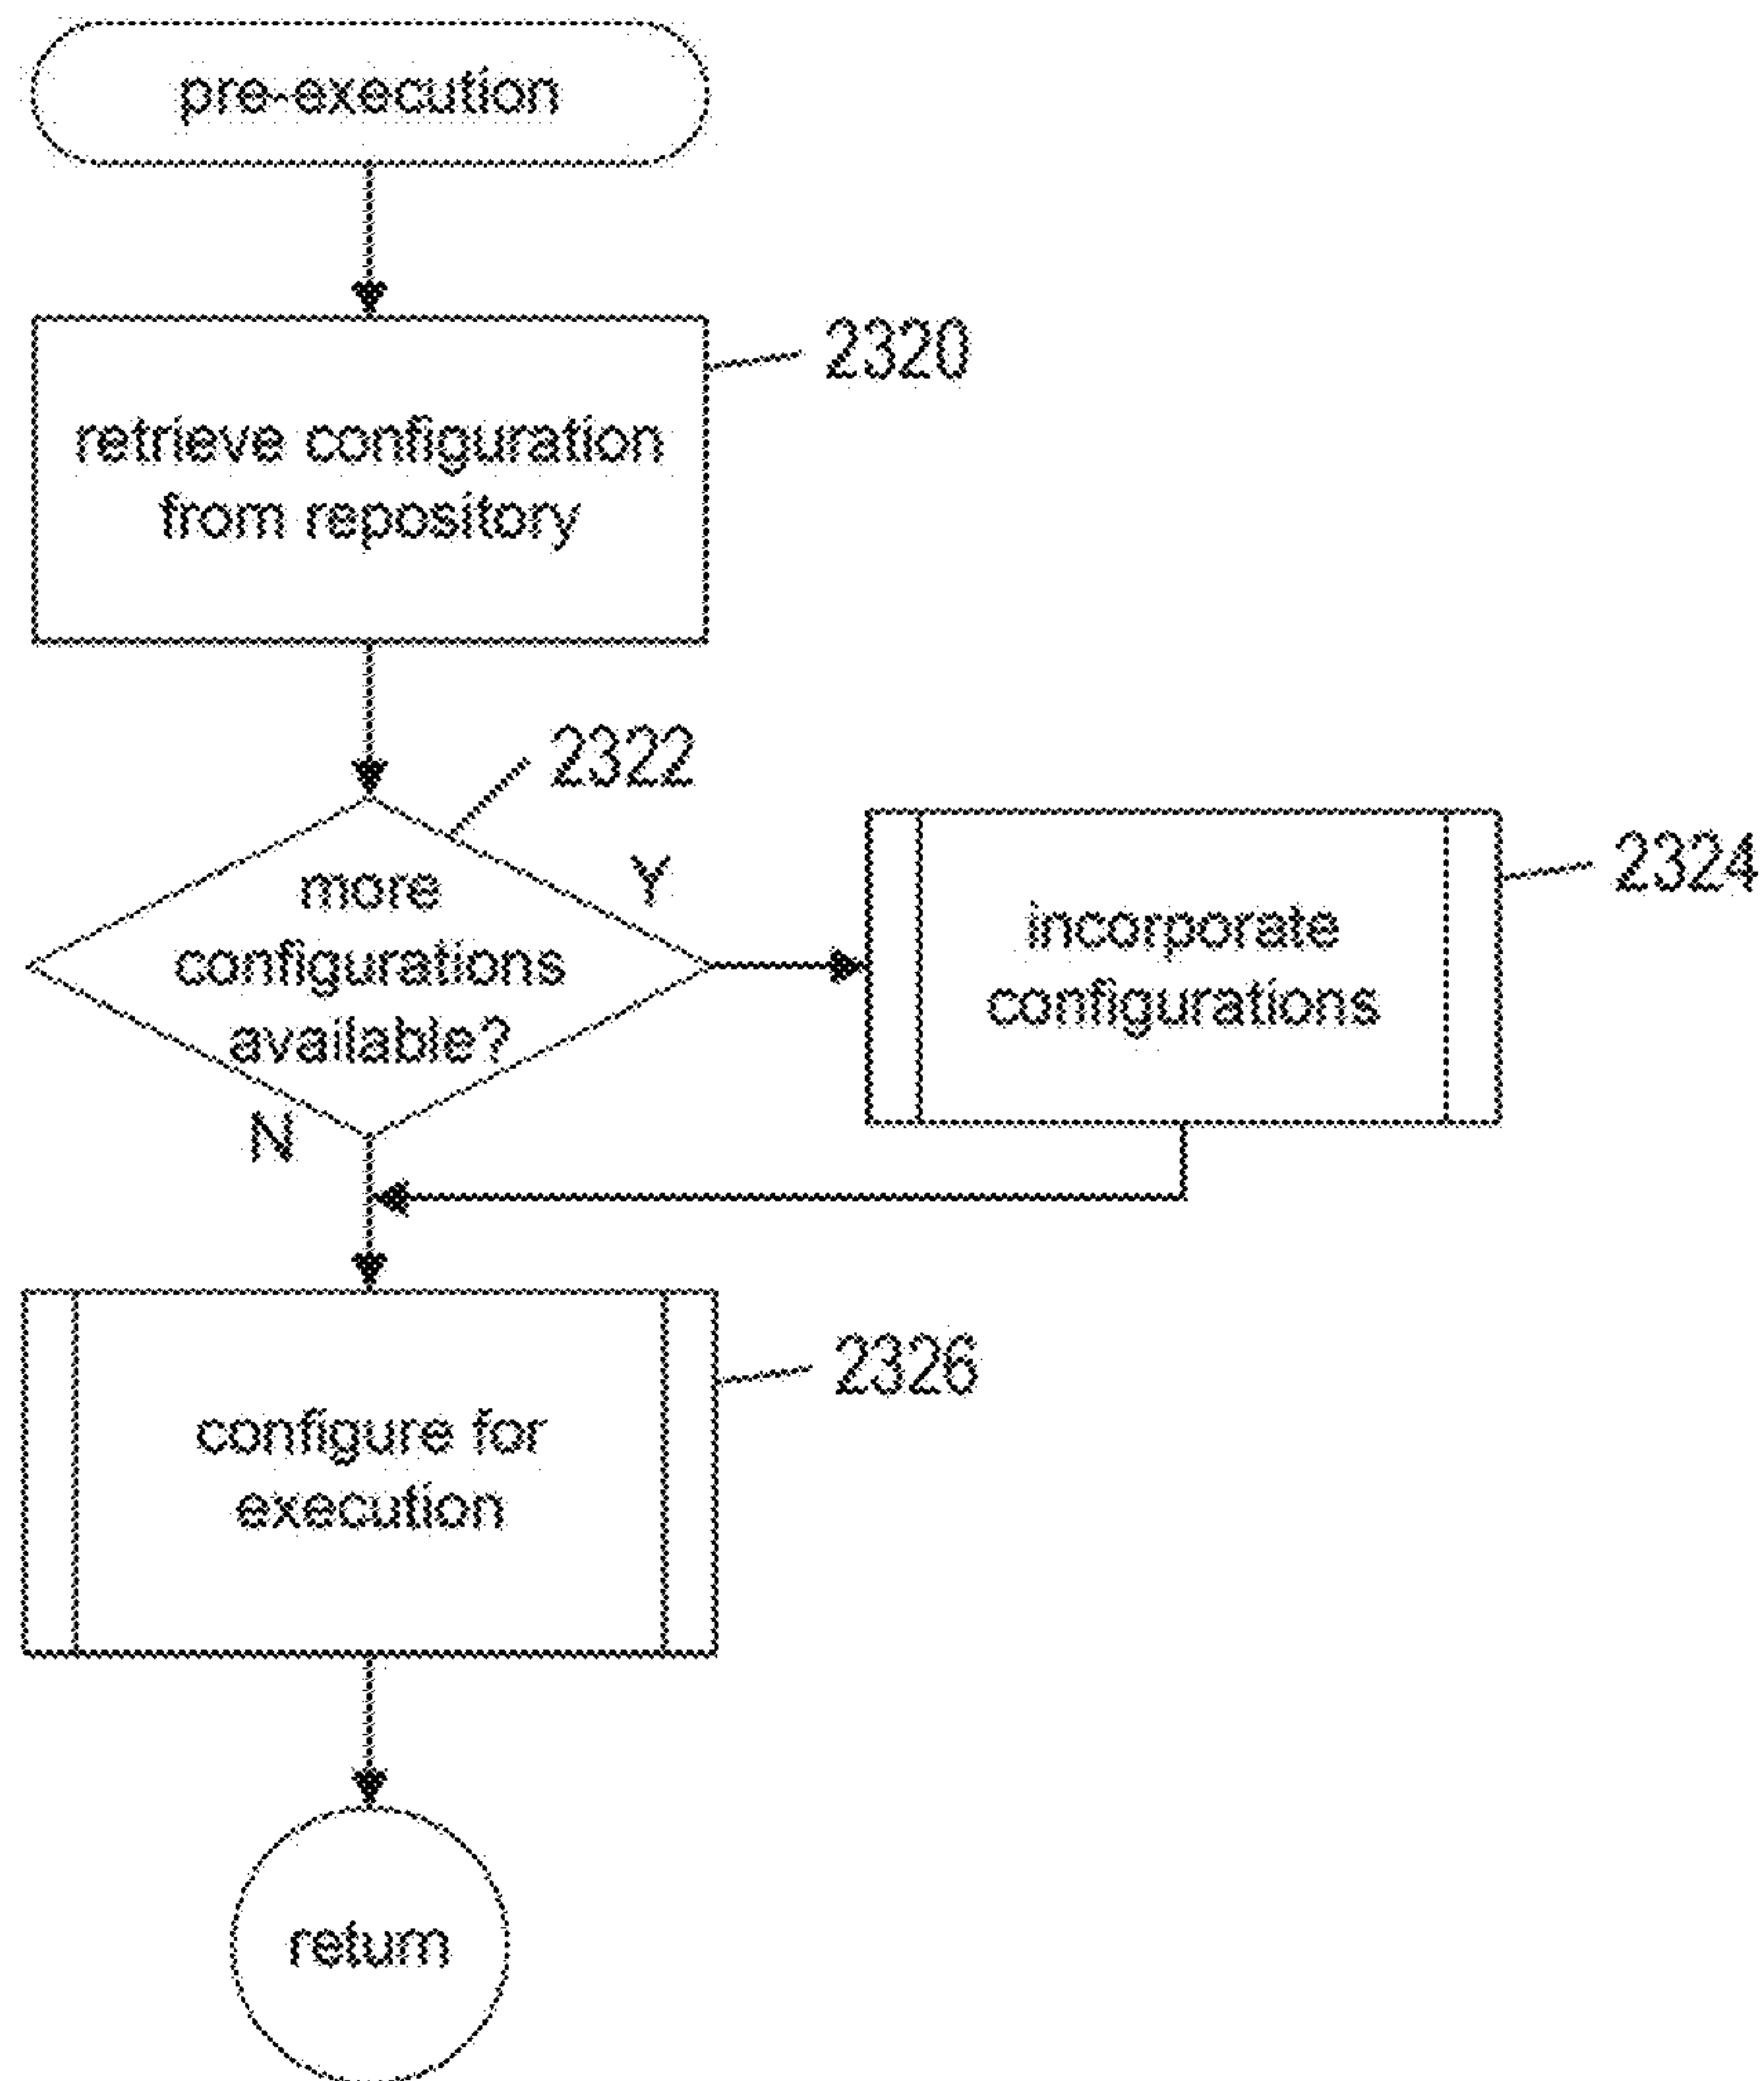 pre-execution
2320
retrieve configuration
from repository
2322
more
configurations
available?
Y
N
2324
incorporate
configurations
2326
configure for
execution
return